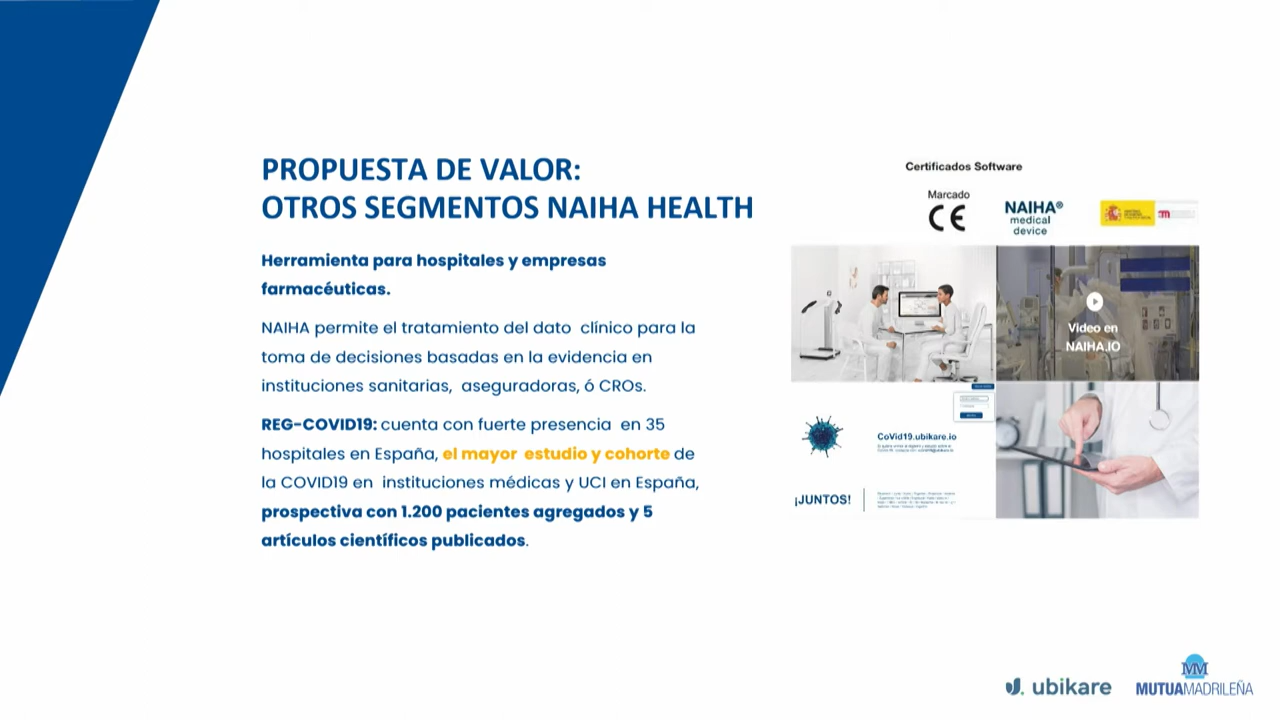 PROPUESTA DE VALOR:
OTROS SEGMENTOS NAIHA HEALTH
Herramienta para hospitales y empresas
farmacéuticas.
NAIHA permite el tratamiento del dato clínico para la
toma de decisiones basadas en la evidencia en
instituciones sanitarias, aseguradoras, ó CROs.
REG-COVID19: cuenta con fuerte presencia en 35
hospitales en España, el mayor estudio y cohorte de
la COVID19 en instituciones médicas y UCI en España,
prospectiva con 1.200 pacientes agregados y 5
artículos científicos publicados.
Certificados Software
Marcado
CE
NAIHA®
medical
device
Video en
NAIHA.IO
CoVid19.ubikare.io
¡JUNTOS!
ubikare
MM
MUTUAMADRILEÑA